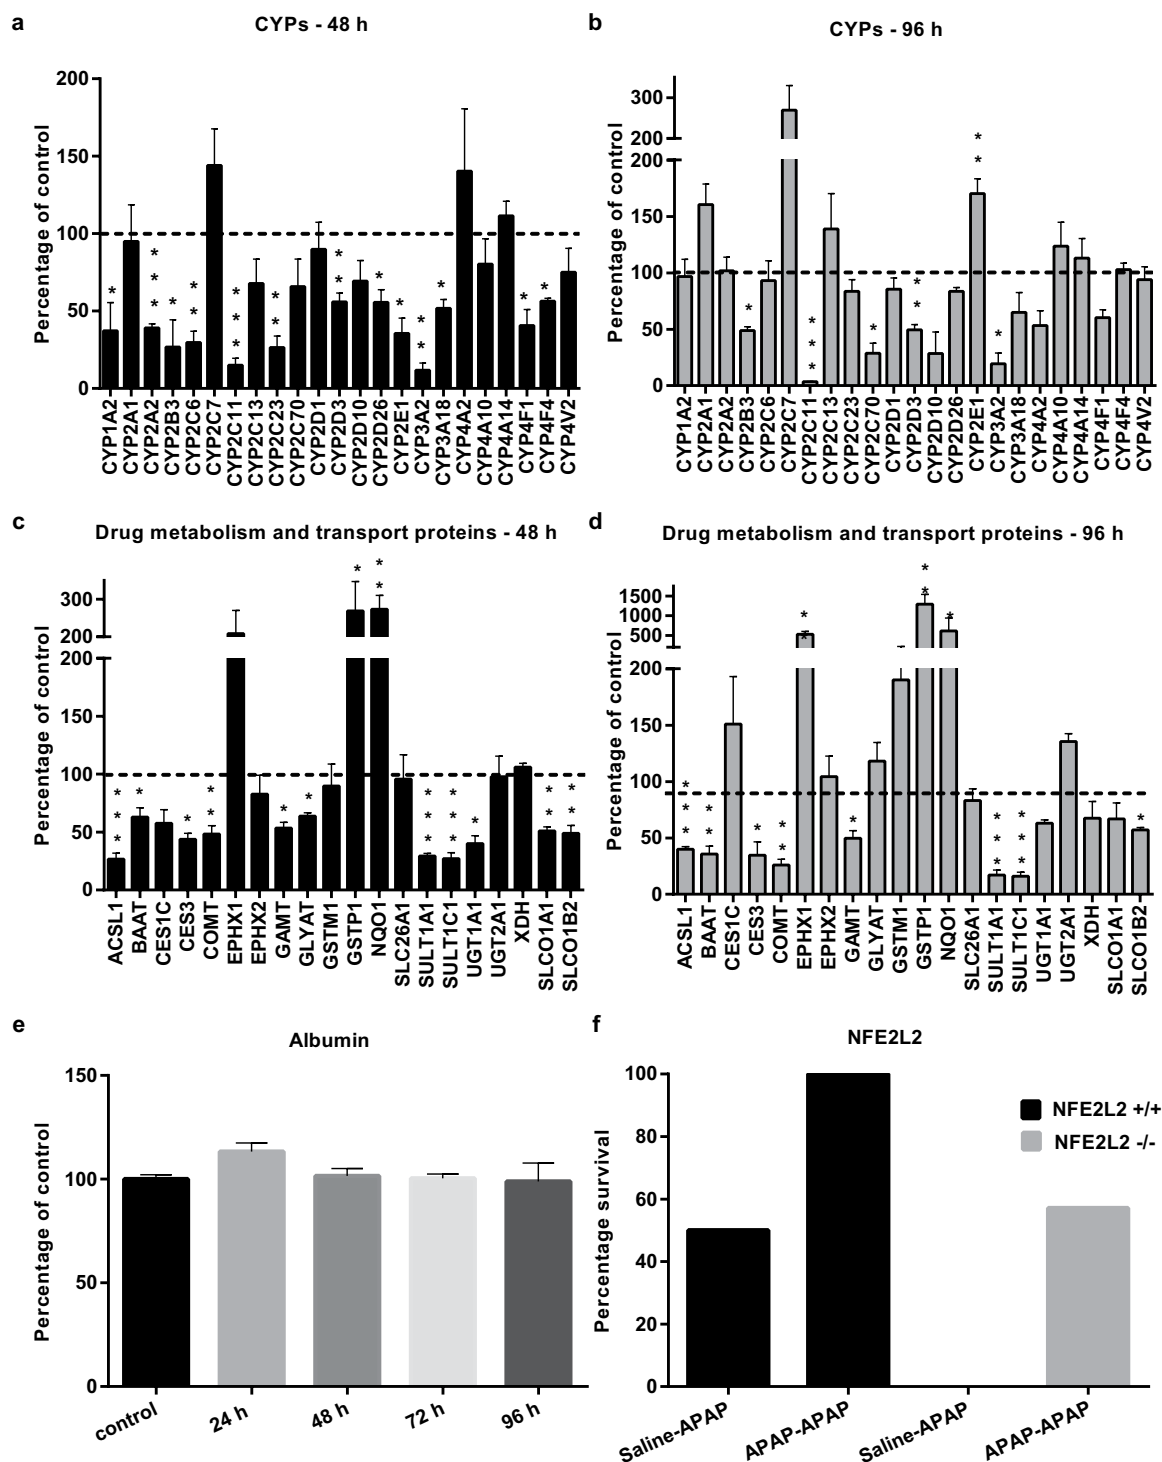 a
CYPs - 48 h
Percentage of control
200
150
100
50
0
*
* * *
*
* *
* * *
* *
* *
*
*
* *
*
*
*
CYP1A2
CYP2A1
CYP2A2
CYP2B3
CYP2C6
CYP2C7
CYP2C11
CYP2C13
CYP2C23
CYP2C70
CYP2D1
CYP2D3
CYP2D10
CYP2D26
CYP2E1
CYP3A2
CYP3A18
CYP4A2
CYP4A10
CYP4A14
CYP4F1
CYP4F4
CYP4V2
b
CYPs - 96 h
Percentage of control
300
200
200
150
100
50
0
*
* * *
*
* *
* *
*
CYP1A2
CYP2A1
CYP2A2
CYP2B3
CYP2C6
CYP2C7
CYP2C11
CYP2C13
CYP2C23
CYP2C70
CYP2D1
CYP2D3
CYP2D10
CYP2D26
CYP2E1
CYP3A2
CYP3A18
CYP4A2
CYP4A10
CYP4A14
CYP4F1
CYP4F4
CYP4V2
c
Drug metabolism and transport proteins - 48 h
Percentage of control
300
200
200
150
100
50
0
* * *
*
*
* *
*
*
*
* *
* * *
* * *
*
* *
* *
ACSL1
BAAT
CES1C
CES3
COMT
EPHX1
EPHX2
GAMT
GLYAT
GSTM1
GSTP1
NQO1
SLC26A1
SULT1A1
SULT1C1
UGT1A1
UGT2A1
XDH
SLCO1A1
SLCO1B2
d
Drug metabolism and transport proteins - 96 h
Percentage of control
1500
1000
500
200
150
100
50
0
* * *
* *
*
* *
* *
*
* *
*
* * *
* * *
*
ACSL1
BAAT
CES1C
CES3
COMT
EPHX1
EPHX2
GAMT
GLYAT
GSTM1
GSTP1
NQO1
SLC26A1
SULT1A1
SULT1C1
UGT1A1
UGT2A1
XDH
SLCO1A1
SLCO1B2
e
Albumin
Percentage of control
150
100
50
0
control
24 h
48 h
72 h
96 h
f
NFE2L2
Percentage survival
100
80
60
40
20
0
NFE2L2 +/+
NFE2L2 -/-
Saline-APAP
APAP-APAP
Saline-APAP
APAP-APAP